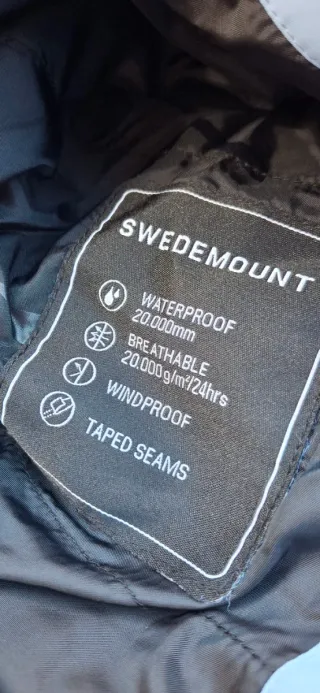 SWEDEMOUNT
WATERPROOF
20.000mm
BREATHABLE
20.000g/m²/24hrs
WINDPROOF
TAPED SEAMS